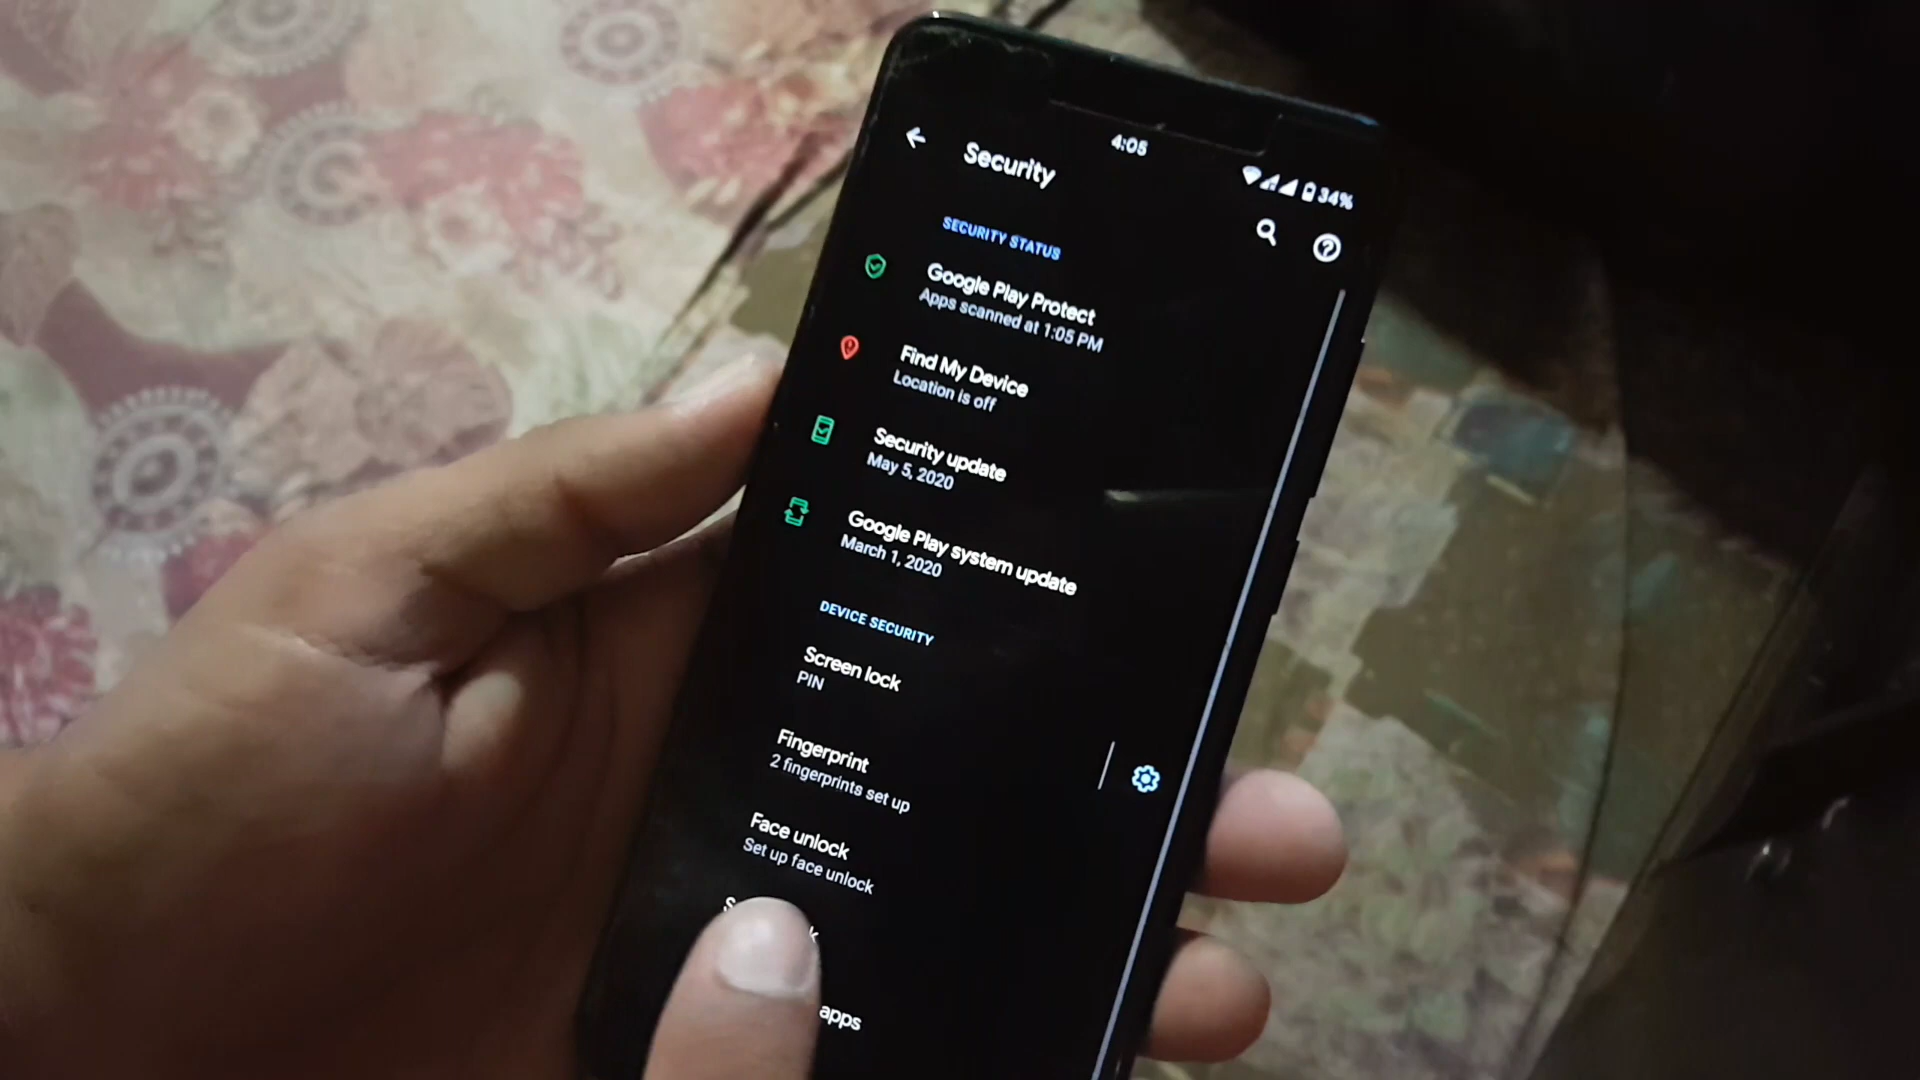 4:05
34%
Security
SECURITY STATUS
Google Play Protect
Apps scanned at 1:05 PM
Find My Device
Location is off
Security update
May 5, 2020
Google Play system update
March 1, 2020
DEVICE SECURITY
Screen lock
PIN
Fingerprint
2 fingerprints set up
Face unlock
Set up face unlock
apps